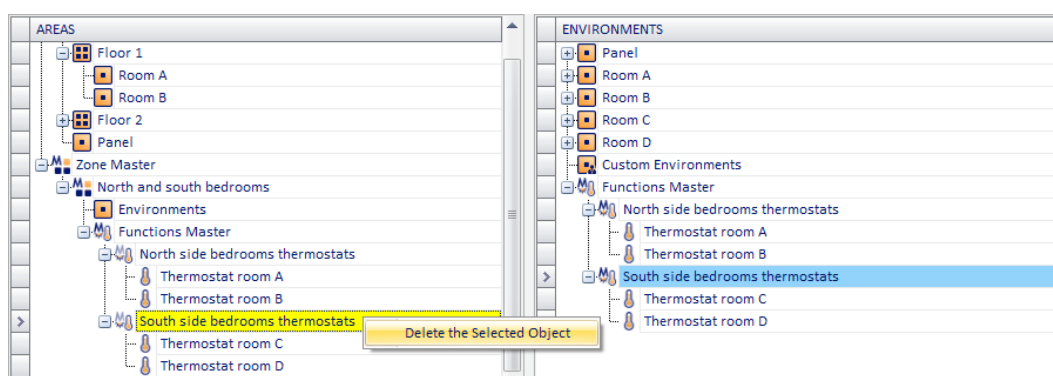 AREAS
Floor 1
Room A
Room B
Floor 2
Panel
Zone Master
North and south bedrooms
Environments
Functions Master
North side bedrooms thermostats
Thermostat room A
Thermostat room B
South side bedrooms thermostats
Thermostat room C
Thermostat room D
Delete the Selected Object
ENVIRONMENTS
Panel
Room A
Room B
Room C
Room D
Custom Environments
Functions Master
North side bedrooms thermostats
Thermostat room A
Thermostat room B
South side bedrooms thermostats
Thermostat room C
Thermostat room D